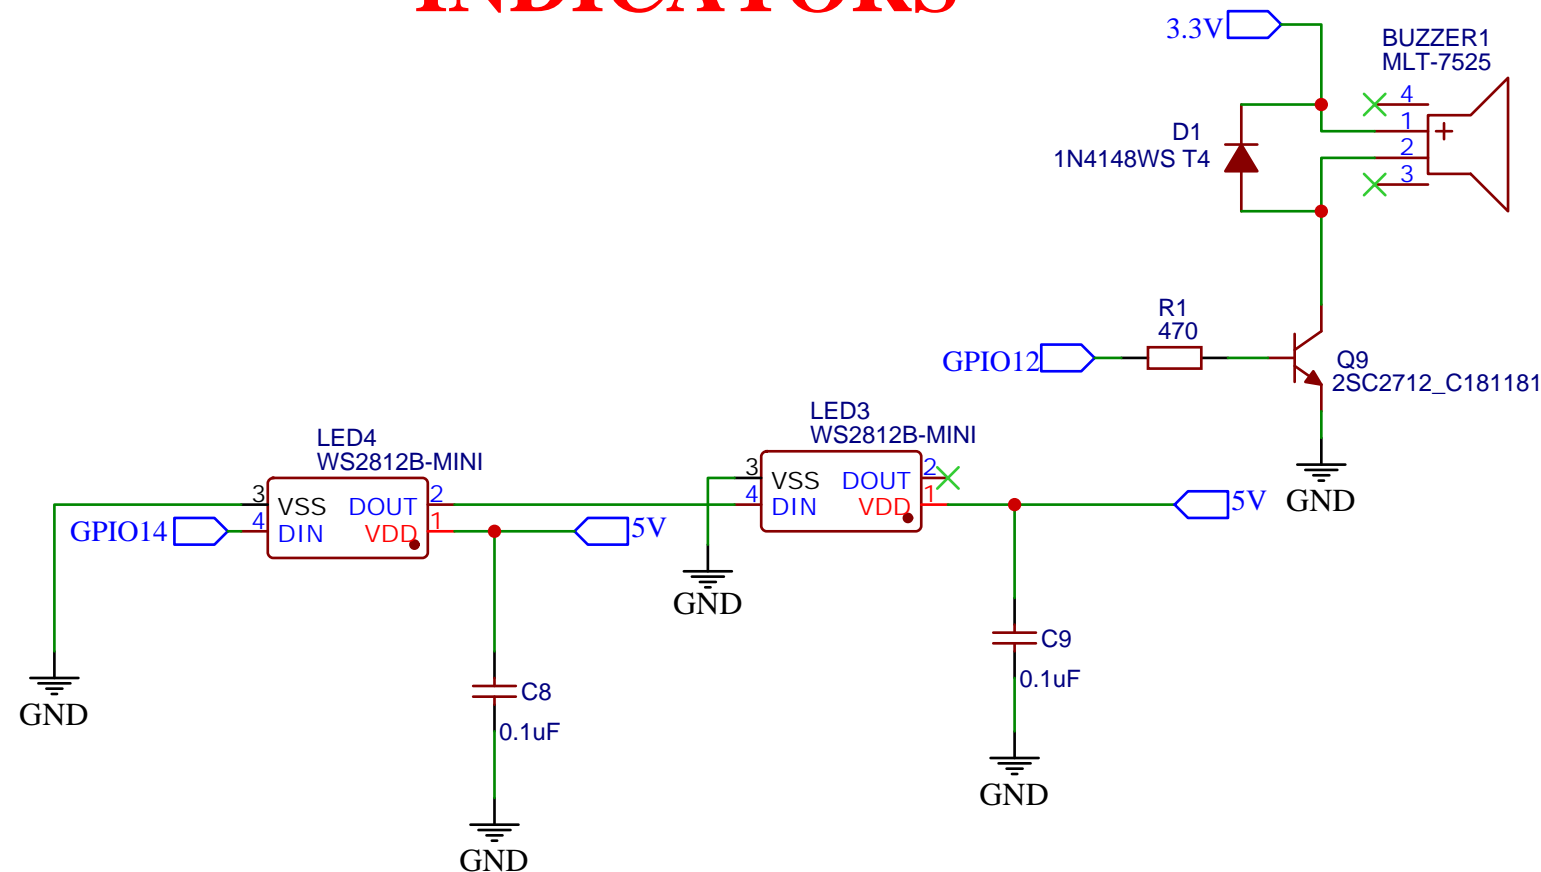 INDICATORS
3.3V
BUZZER1
MLT-7525
4
1
+
2
3
D1
1N4148WS T4
R1
470
GPIO12
Q9
2SC2712_C181181
GND
LED4
WS2812B-MINI
3
VSS
DOUT
2
GPIO14
4
DIN
VDD
1
5V
GND
C8
0.1uF
GND
LED3
WS2812B-MINI
3
VSS
DOUT
2
4
DIN
VDD
1
5V
GND
C9
0.1uF
GND